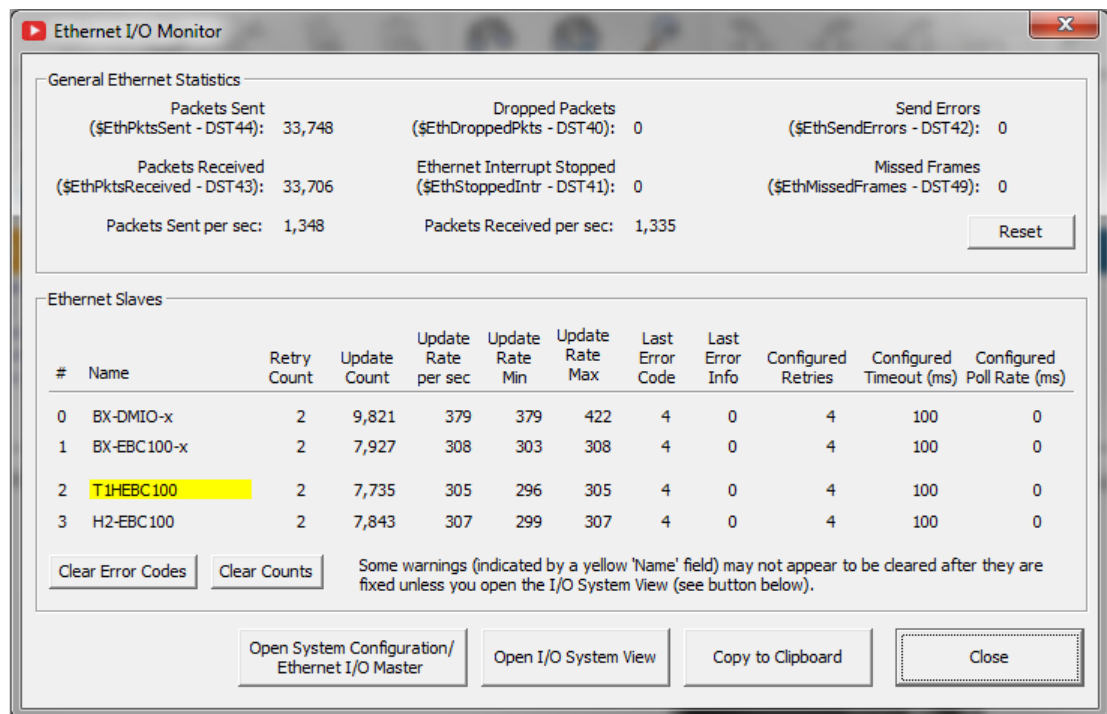 Ethernet I/O Monitor
General Ethernet Statistics
Packets Sent
($EthPktsSent - DST44): 33,748
Dropped Packets
($EthDroppedPkts - DST40): 0
Send Errors
($EthSendErrors - DST42): 0
Packets Received
($EthPktsReceived - DST43): 33,706
Ethernet Interrupt Stopped
($EthStoppedIntr - DST41): 0
Missed Frames
($EthMissedFrames - DST49): 0
Packets Sent per sec: 1,348
Packets Received per sec: 1,335
Reset
Ethernet Slaves
#
Name
Retry
Count
Update
Count
Update
Rate
per sec
Update
Rate
Min
Update
Rate
Max
Last
Error
Code
Last
Error
Info
Configured
Retries
Configured
Timeout (ms)
Configured
Poll Rate (ms)
0 BX-DMIO-x 2 9,821 379 379 422 4 0 4 100 0
1 BX-EBC100-x 2 7,927 308 303 308 4 0 4 100 0
2 T1HEBC100 2 7,735 305 296 305 4 0 4 100 0
3 H2-EBC100 2 7,843 307 299 307 4 0 4 100 0
Clear Error Codes
Clear Counts
Some warnings (indicated by a yellow 'Name' field) may not appear to be cleared after they are
fixed unless you open the I/O System View (see button below).
Open System Configuration/
Ethernet I/O Master
Open I/O System View
Copy to Clipboard
Close